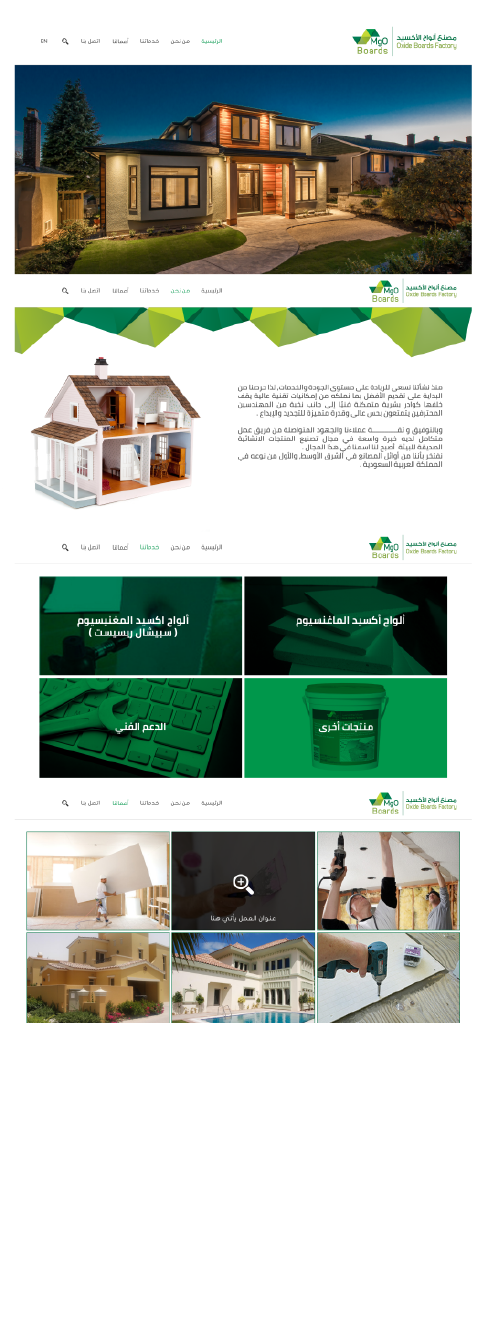 الرئيسية من نحن خدماتنا أعمالنا اتصل بنا EN
مصنع ألواح الأكسيد
Oxide Boards Factory
MgO
Boards
الرئيسية من نحن خدماتنا أعمالنا اتصل بنا
مصنع ألواح الأكسيد
Oxide Boards Factory
MgO
Boards
منذ نشأتنا نسعى للريادة على مستوى الجودة والخدمات، لذا حرصنا من
البداية على تقديم الأفضل بما نملكه من إمكانيات تقنية عالية يقف
خلفها كوادر بشرية متمكنة فنيًا إلى جانب نخبة من المهندسين
المحترفين يتمتعون بحس عالي وقدرة متميزة للتجديد والإبداع .
وبالتوفيق و ثقــــــــة عملاءنا والجهود المتواصلة من فريق عمل
متكامل لديه خبرة واسعة في مجال تصنيع المنتجات الانشائية
الصديقة للبيئة. أصبح لنا اسمنا في هذا المجال .
نفتخر بأننا من أوائل المصانع في الشرق الأوسط، والأول من نوعه في
المملكة العربية السعودية .
الرئيسية من نحن خدماتنا أعمالنا اتصل بنا
مصنع ألواح الأكسيد
Oxide Boards Factory
MgO
Boards
ألواح أكسيد الماغنسيوم
ألواح اكسيد المغنيسيوم
( سبيشال ريسيست )
منتجات أخرى
الدعم الفني
الرئيسية من نحن خدماتنا أعمالنا اتصل بنا
مصنع ألواح الأكسيد
Oxide Boards Factory
MgO
Boards
عنوان العمل يأتي هنا